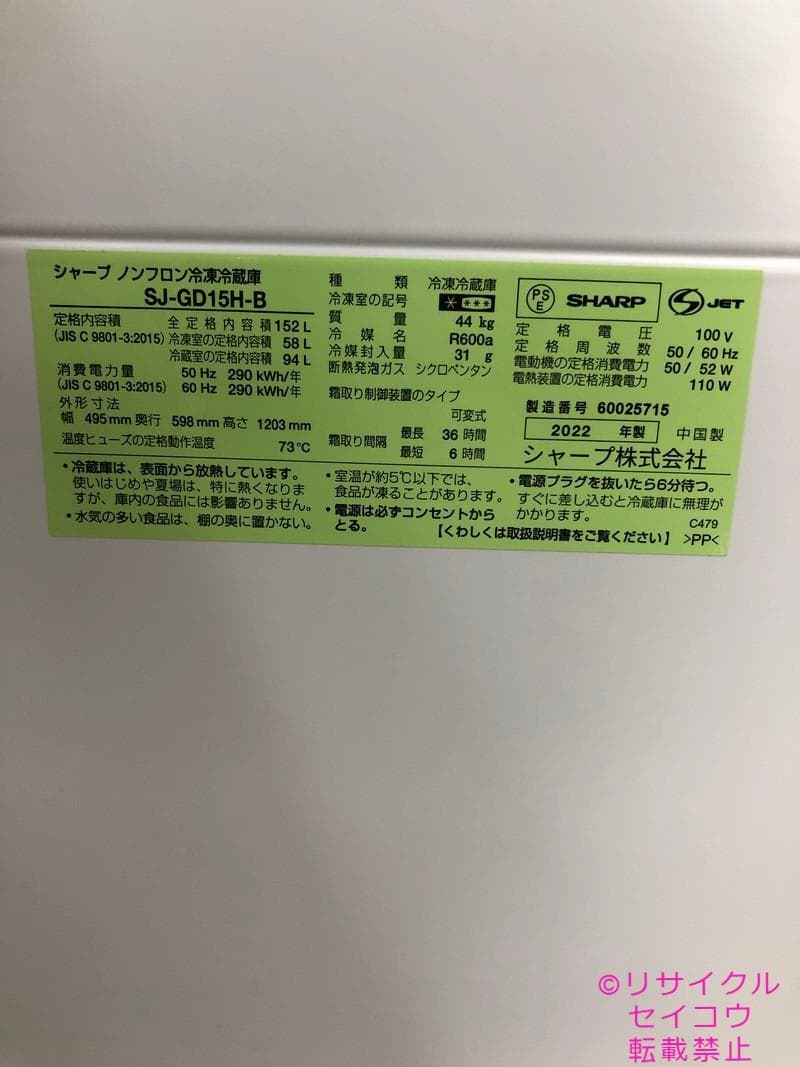 シャープ ノンフロン冷凍冷蔵庫
SJ-GD15H-B
定格内容積 全定格内容積 152 L
(JIS C 9801-3:2015) 冷凍室の定格内容積 58 L
冷蔵室の定格内容積 94 L
消費電力量 50 Hz 290 kWh/年
(JIS C 9801-3:2015) 60 Hz 290 kWh/年
外形寸法
幅 495 mm 奥行 598 mm 高さ 1203 mm
温度ヒューズの定格動作温度 73℃
種類 冷凍冷蔵庫
冷凍室の記号 * ***
質量 44 kg
冷媒名 R600a
冷媒封入量 31 g
断熱発泡ガス シクロペンタン
霜取り制御装置のタイプ
可変式
霜取り間隔 最長 36 時間
最短 6 時間
PSE SHARP S JET
定格電圧 100 V
定格周波数 50 / 60 Hz
電動機の定格消費電力 50 / 52 W
電熱装置の定格消費電力 110 W
製造番号 60025715
2022 年製 中国製
シャープ株式会社
・冷蔵庫は、表面から放熱しています。
使いはじめや夏場は、特に熱くなりま
すが、庫内の食品には影響ありません。
・水気の多い食品は、棚の奥に置かない。
・室温が約5℃以下では、
食品が凍ることがあります。
・電源は必ずコンセントから
とる。
・電源プラグを抜いたら6分待つ。
すぐに差し込むと冷蔵庫に無理が
かかります。
C479
【くわしくは取扱説明書をご覧ください】 >PP<
©リサイクル
セイコウ
転載禁止